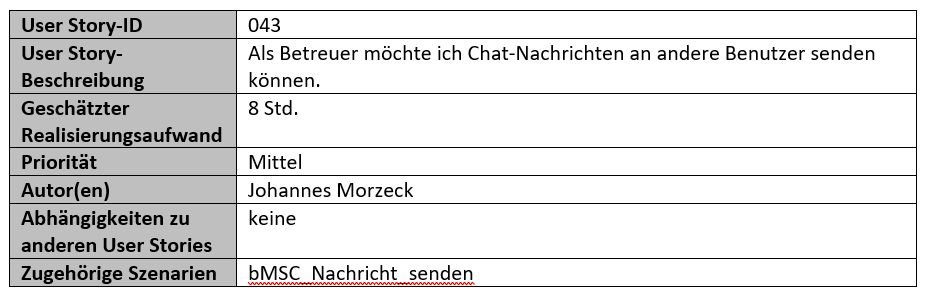 User Story-ID 043
User Story- Als Betreuer möchte ich Chat-Nachrichten an andere Benutzer senden
Beschreibung können.
Geschätzter 8 Std.
Realisierungsaufwand
Priorität Mittel
Autor(en) Johannes Morzeck
Abhängigkeiten zu keine
anderen User Stories
Zugehörige Szenarien bMSC_Nachricht_senden